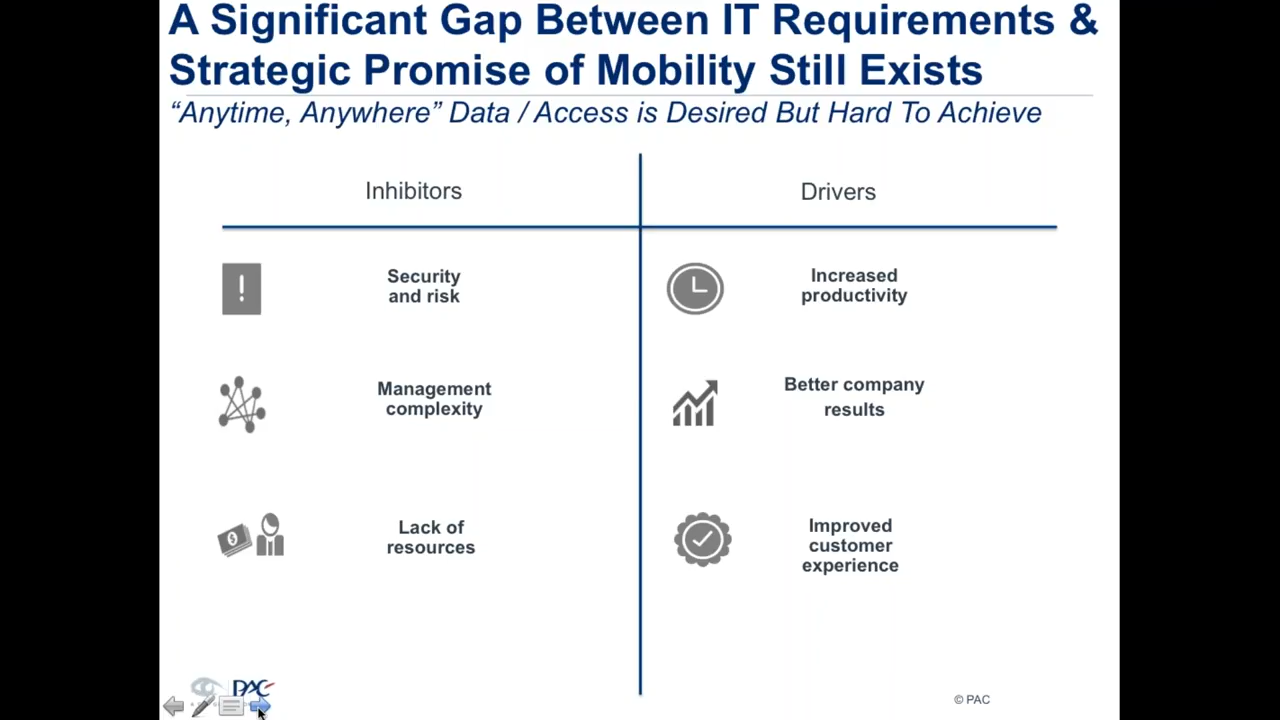 A Significant Gap Between IT Requirements &
Strategic Promise of Mobility Still Exists
“Anytime, Anywhere” Data / Access is Desired But Hard To Achieve
Inhibitors
Drivers
!
Security
and risk
Increased
productivity
Management
complexity
Better company
results
$
Lack of
resources
Improved
customer
experience
PAC
© PAC